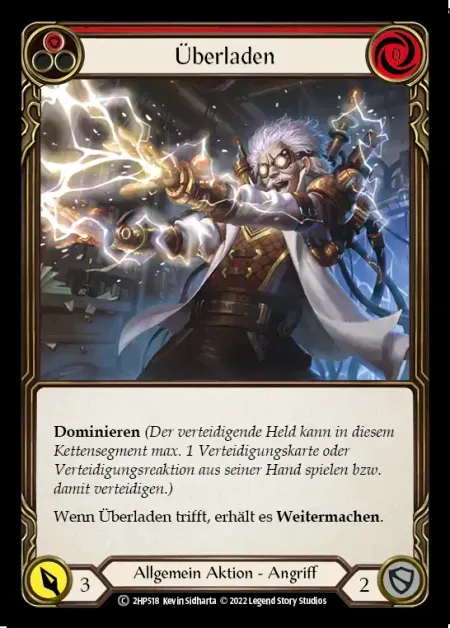 Überladen
0
Dominieren (Der verteidigende Held kann in diesem
Kettensegment max. 1 Verteidigungskarte oder
Verteidigungsreaktion aus seiner Hand spielen bzw.
damit verteidigen.)
Wenn Überladen trifft, erhält es Weitermachen.
3
Allgemein Aktion - Angriff
2
C 2HP518 Kevin Sidharta © 2022 Legend Story Studios